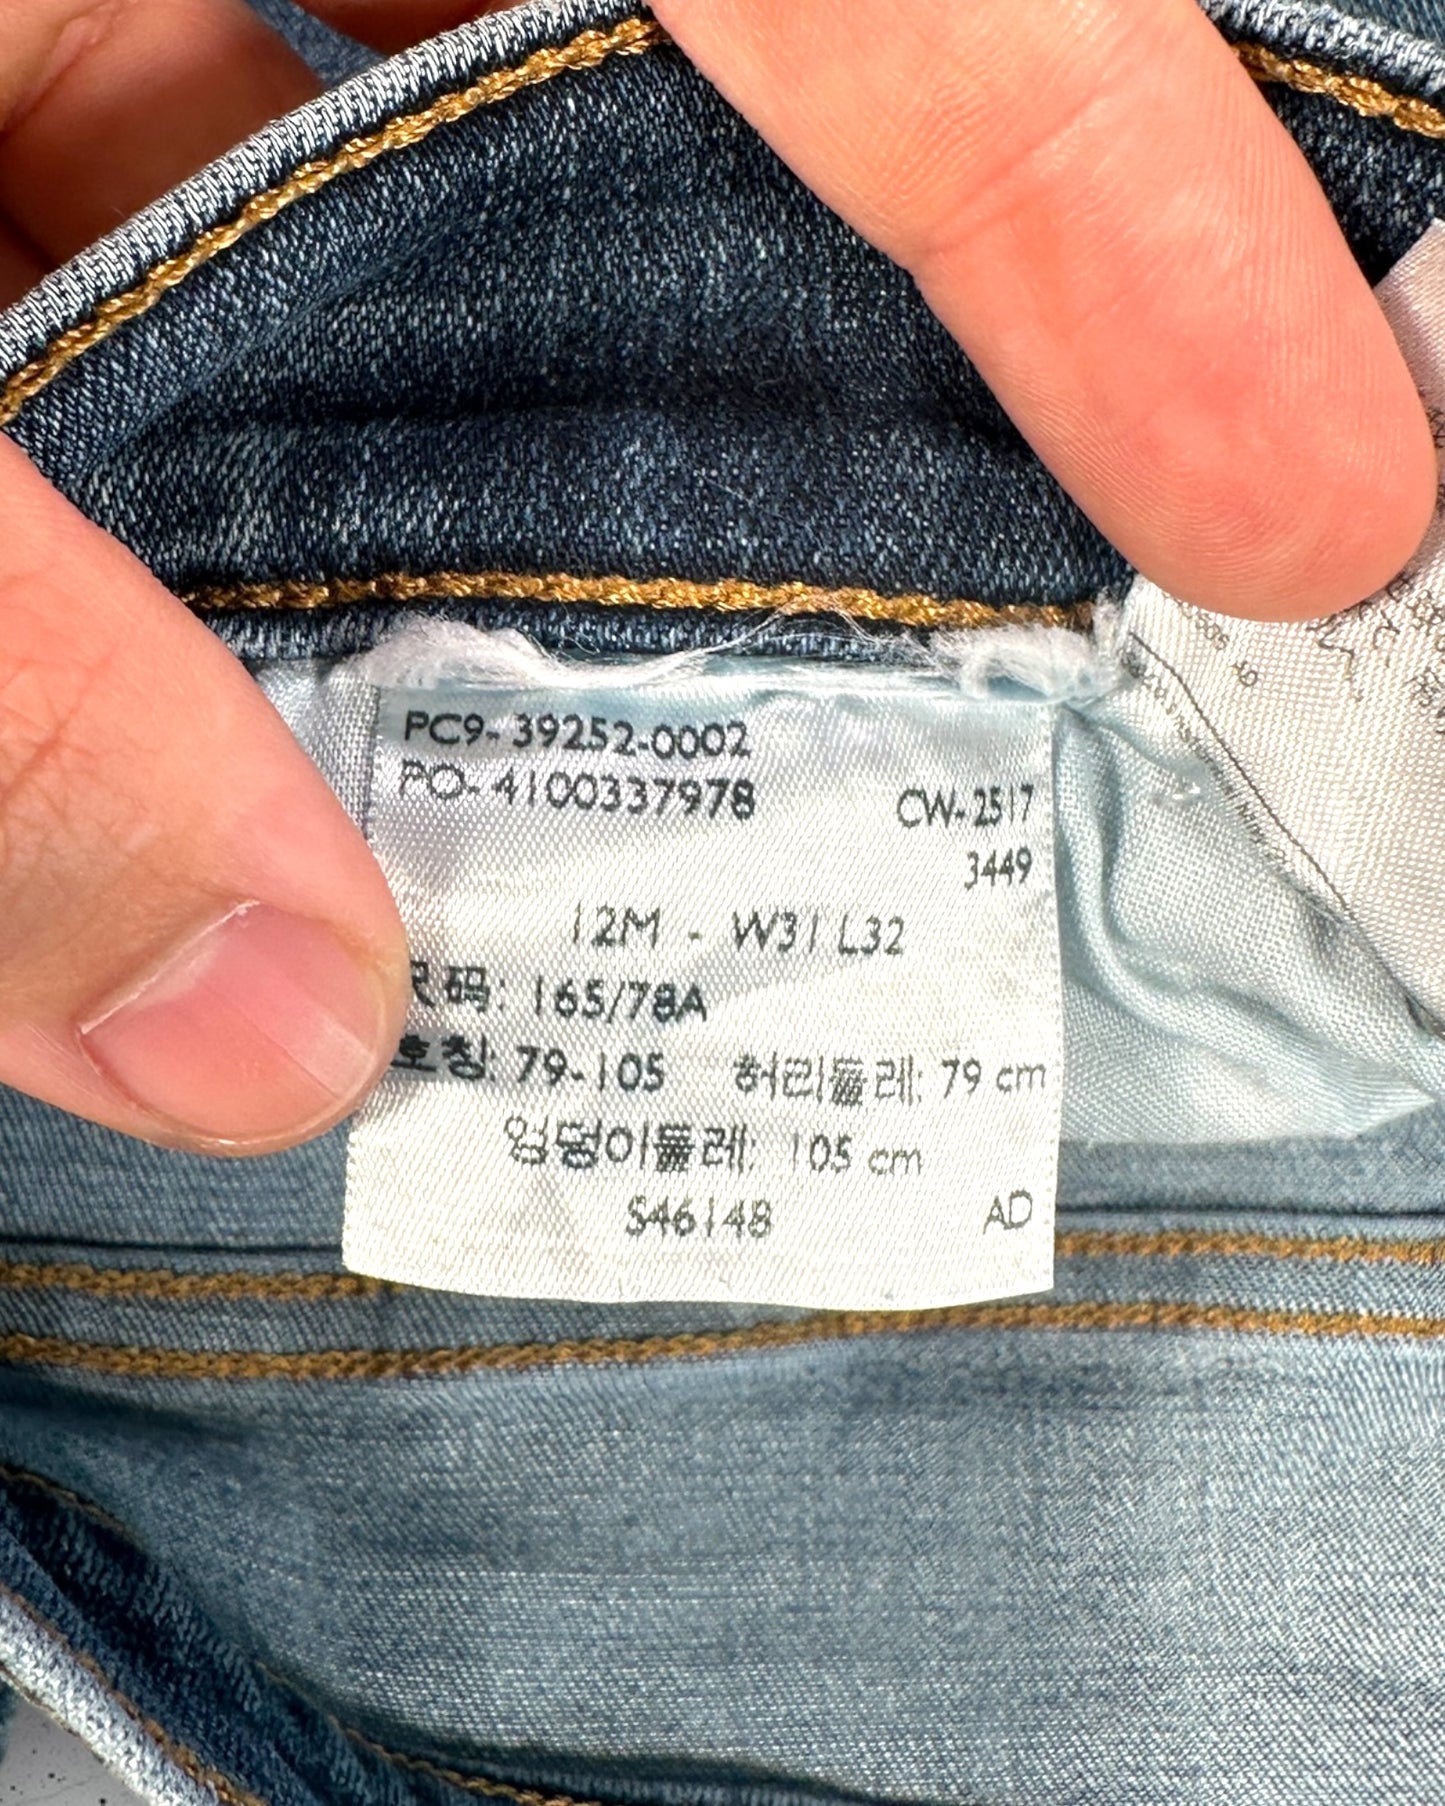 PC9-39252-0002
PO-4100337978
CW-2517
3449
12M - W31 L32
尺码: 165/78A
호칭: 79-105 허리둘레: 79 cm
엉덩이둘레: 105 cm
S46148 AD